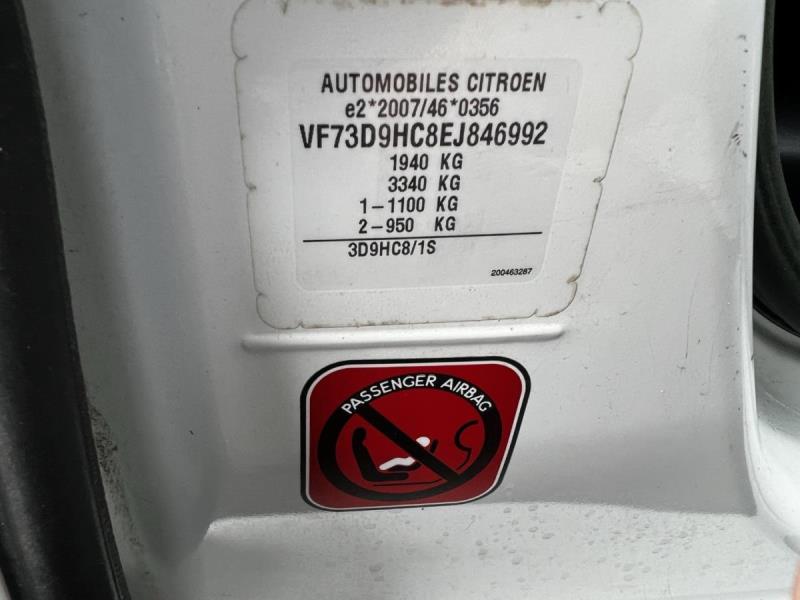 AUTOMOBILES CITROEN
e2*2007/46*0356
VF73D9HC8EJ846992
1940 KG
3340 KG
1-1100 KG
2-950 KG
3D9HC8/1S
200463287
PASSENGER AIRBAG